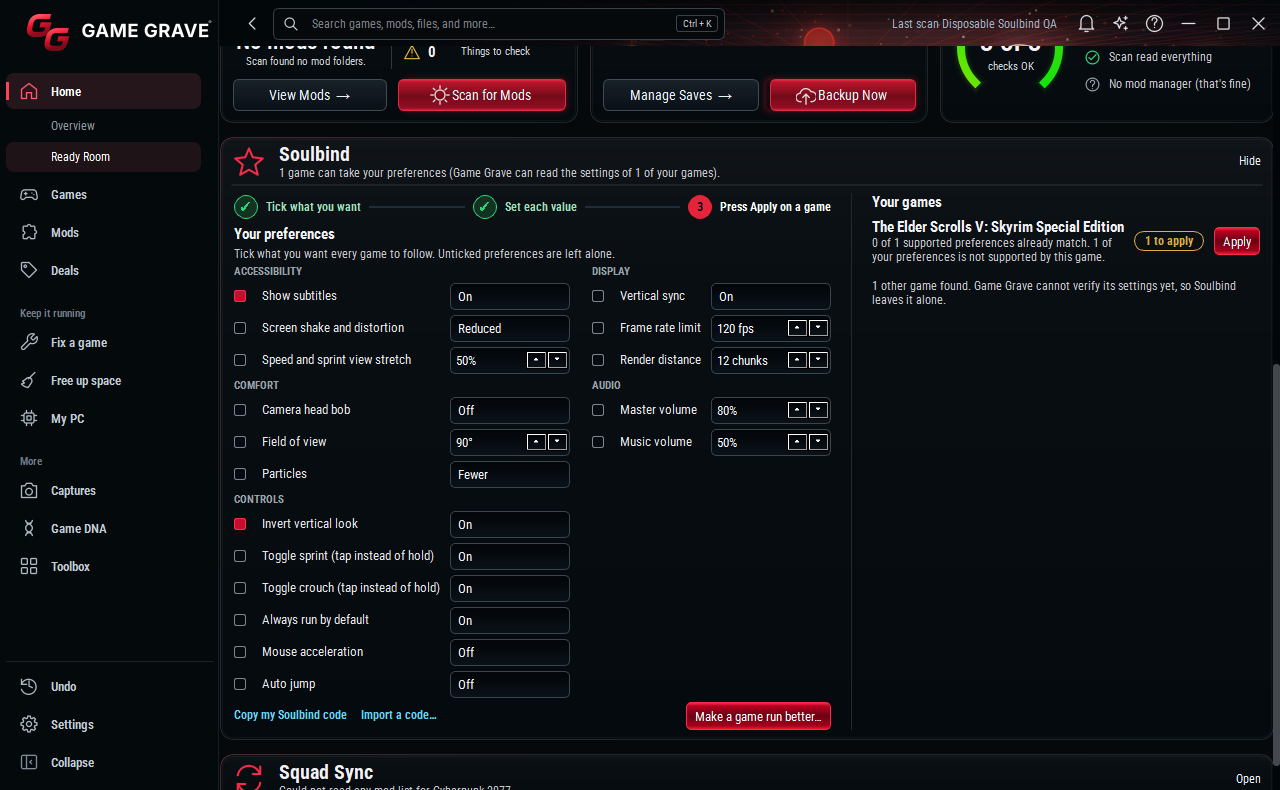 GAME GRAVE
Search games, mods, files, and more...
Ctrl + K
Last scan Disposable Soulbind QA
Home
Overview
Ready Room
Games
Mods
Deals
Keep it running
Fix a game
Free up space
My PC
More
Captures
Game DNA
Toolbox
Undo
Settings
Collapse
No mods found
Scan found no mod folders.
0
Things to check
View Mods →
Scan for Mods
Manage Saves →
Backup Now
checks OK
Scan read everything
No mod manager (that's fine)
Soulbind
1 game can take your preferences (Game Grave can read the settings of 1 of your games).
Hide
✓ Tick what you want
✓ Set each value
3 Press Apply on a game
Your preferences
Tick what you want every game to follow. Unticked preferences are left alone.
ACCESSIBILITY
Show subtitles On
Screen shake and distortion Reduced
Speed and sprint view stretch 50%
COMFORT
Camera head bob Off
Field of view 90°
Particles Fewer
CONTROLS
Invert vertical look On
Toggle sprint (tap instead of hold) On
Toggle crouch (tap instead of hold) On
Always run by default On
Mouse acceleration Off
Auto jump Off
DISPLAY
Vertical sync On
Frame rate limit 120 fps
Render distance 12 chunks
AUDIO
Master volume 80%
Music volume 50%
Copy my Soulbind code
Import a code...
Make a game run better...
Your games
The Elder Scrolls V: Skyrim Special Edition
0 of 1 supported preferences already match. 1 of
your preferences is not supported by this game.
1 to apply
Apply
1 other game found. Game Grave cannot verify its settings yet, so Soulbind
leaves it alone.
Squad Sync
Could not read any mod list for Cyberpunk 2077
Open